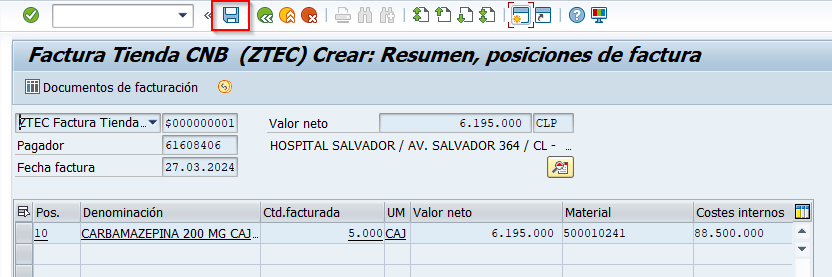 Factura Tienda CNB (ZTEC) Crear: Resumen, posiciones de factura
Documentos de facturación
ZTEC Factura Tienda... $000000001 Valor neto 6.195.000 CLP
Pagador 61608406 HOSPITAL SALVADOR / AV. SALVADOR 364 / CL - ...
Fecha factura 27.03.2024
Pos. Denominación Ctd.facturada UM Valor neto Material Costes internos
10 CARBAMAZEPINA 200 MG CAJ... 5.000 CAJ 6.195.000 500010241 88.500.000